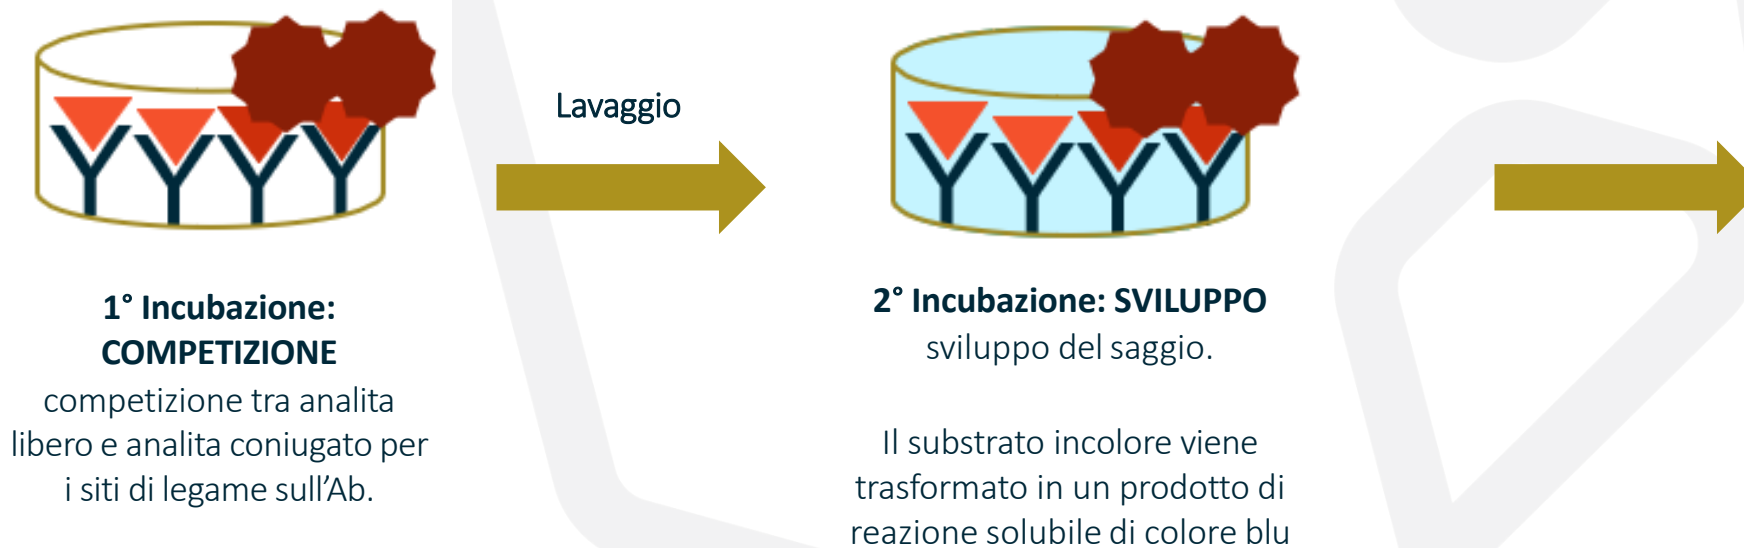 Lavaggio
1° Incubazione:
COMPETIZIONE
competizione tra analita
libero e analita coniugato per
i siti di legame sull’Ab.
2° Incubazione: SVILUPPO
sviluppo del saggio.
Il substrato incolore viene
trasformato in un prodotto di
reazione solubile di colore blu